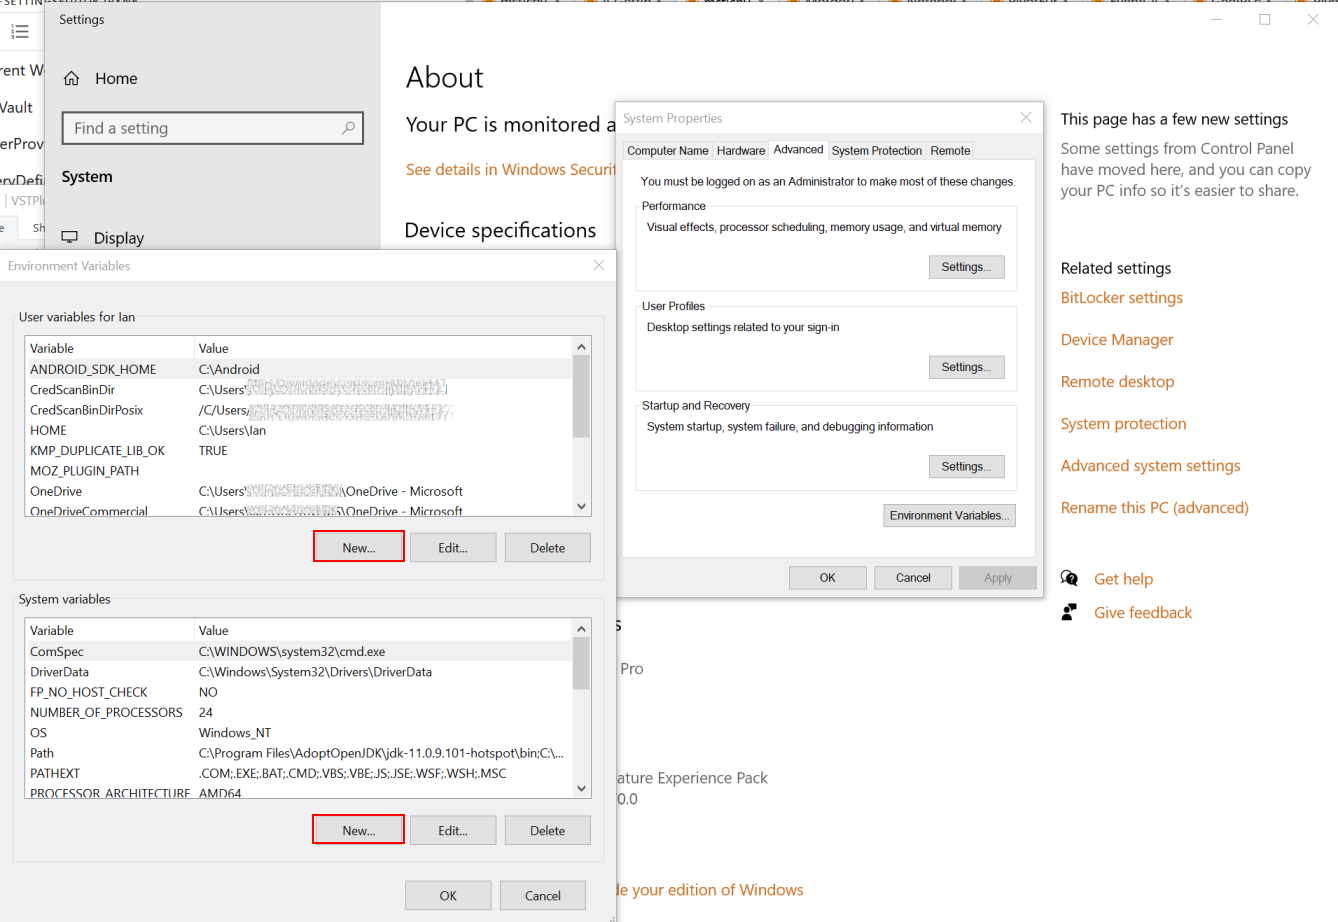 Settings
Home
Find a setting
System
Display
About
Your PC is monitored a
See details in Windows Securit
Device specifications
System Properties
Computer Name Hardware Advanced System Protection Remote
You must be logged on as an Administrator to make most of these changes.
Performance
Visual effects, processor scheduling, memory usage, and virtual memory
Settings...
User Profiles
Desktop settings related to your sign-in
Settings...
Startup and Recovery
System startup, system failure, and debugging information
Settings...
Environment Variables...
OK Cancel Apply
This page has a few new settings
Some settings from Control Panel
have moved here, and you can copy
your PC info so it's easier to share.
Related settings
BitLocker settings
Device Manager
Remote desktop
System protection
Advanced system settings
Rename this PC (advanced)
Get help
Give feedback
rent W
Vault
erProv
eryDefi
| VSTPlu
e Sh
Environment Variables
User variables for Ian
Variable Value
ANDROID_SDK_HOME C:\Android
CredScanBinDir C:\Users\
CredScanBinDirPosix /C/Users/
HOME C:\Users\Ian
KMP_DUPLICATE_LIB_OK TRUE
MOZ_PLUGIN_PATH
OneDrive C:\Users\ \OneDrive - Microsoft
OneDriveCommercial C:\Users\ \OneDrive - Microsoft
New... Edit... Delete
System variables
Variable Value
ComSpec C:\WINDOWS\system32\cmd.exe
DriverData C:\Windows\System32\Drivers\DriverData
FP_NO_HOST_CHECK NO
NUMBER_OF_PROCESSORS 24
OS Windows_NT
Path C:\Program Files\AdoptOpenJDK\jdk-11.0.9.101-hotspot\bin;C:\...
PATHEXT .COM;.EXE;.BAT;.CMD;.VBS;.VBE;.JS;.JSE;.WSF;.WSH;.MSC
PROCESSOR_ARCHITECTURE AMD64
New... Edit... Delete
OK Cancel
s
Pro
ature Experience Pack
0.0
de your edition of Windows